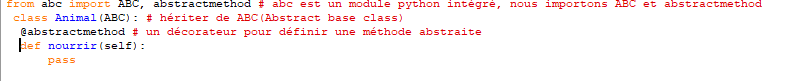 from abc import ABC, abstractmethod # abc est un module python intégré, nous importons ABC et abstractmethod
class Animal(ABC): # hériter de ABC(Abstract base class)
@abstractmethod # un décorateur pour définir une méthode abstraite
def nourrir(self):
pass